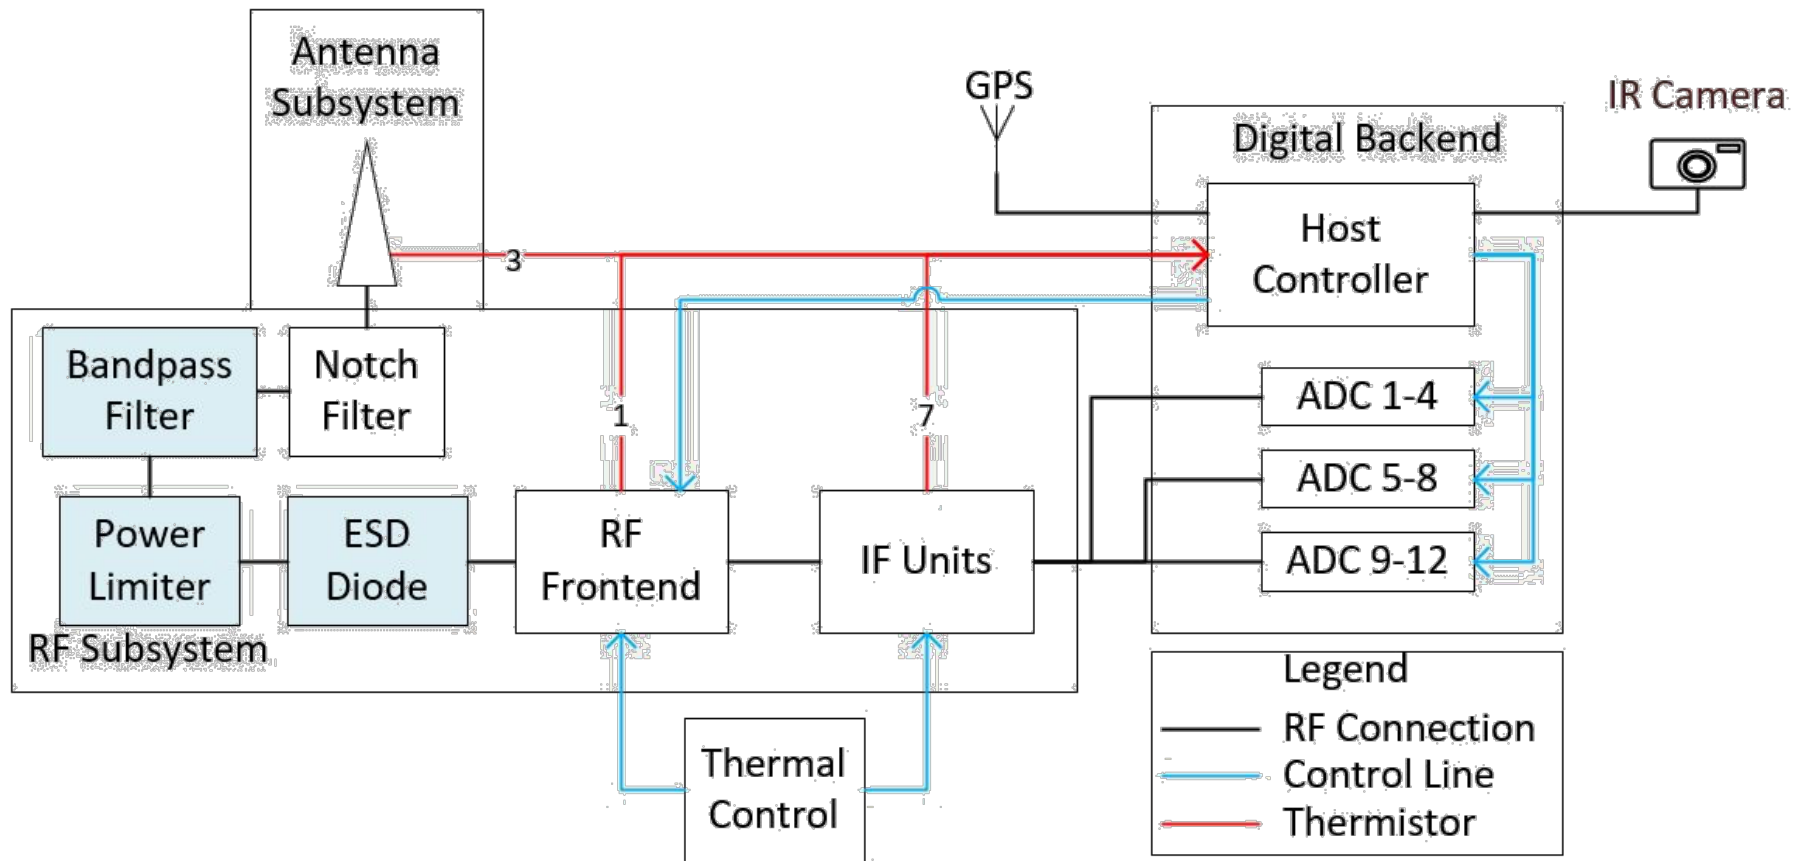 Antenna
Subsystem
GPS
IR Camera
Digital Backend
Host
Controller
3
Bandpass
Filter
Notch
Filter
1
7
ADC 1-4
ADC 5-8
ADC 9-12
Power
Limiter
ESD
Diode
RF
Frontend
IF Units
RF Subsystem
Thermal
Control
Legend
RF Connection
Control Line
Thermistor